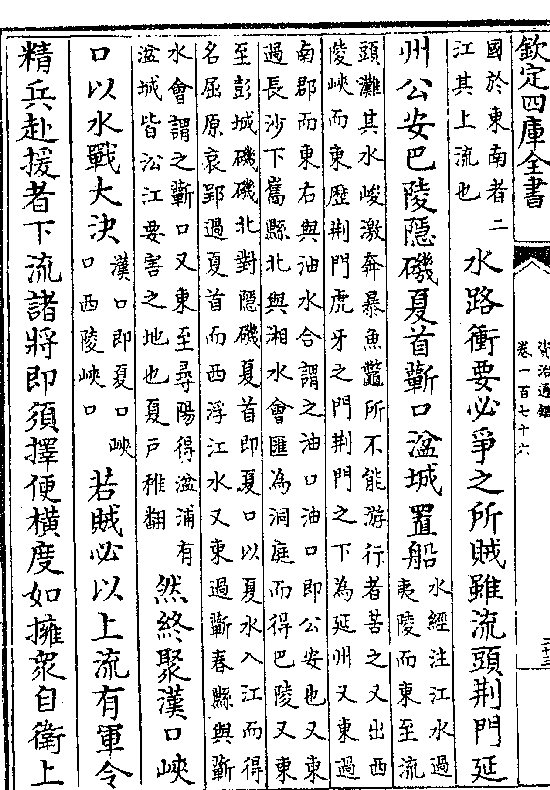 欽定四庫全書
資治通鑑
卷一百七十六
三十三
國於東南者二
江其上流也
水路衝要必爭之所賊雖流頭荆門延
州公安巴陵隱磯夏首蘄口湓城置船
水經注江水過
夷陵而東至流
頭灘其水峻激奔暴魚鼈所不能游行者苦之又出西
陵峽而東歴荆門虎牙之門荆門之下為延州又東過
南郡而東右與油水合謂之油口油口即公安也又東
過長沙下雋縣北與湘水會匯為洞庭而得巴陵又東
至彭城磯磯北對隱磯夏首即夏口以夏水入江而得
名屈原哀郢過夏首而西浮江水又東過蘄春縣與蘄
水會謂之蘄口又東至尋陽得湓浦有
湓城皆㳂江要害之地也夏戸稚翻
然終聚漢口峽
口以水戰大決
漢口即夏口峽
口西陵峽口
若賊必以上流有軍令
精兵赴援者下流諸將即須擇便横度如擁衆自衛上